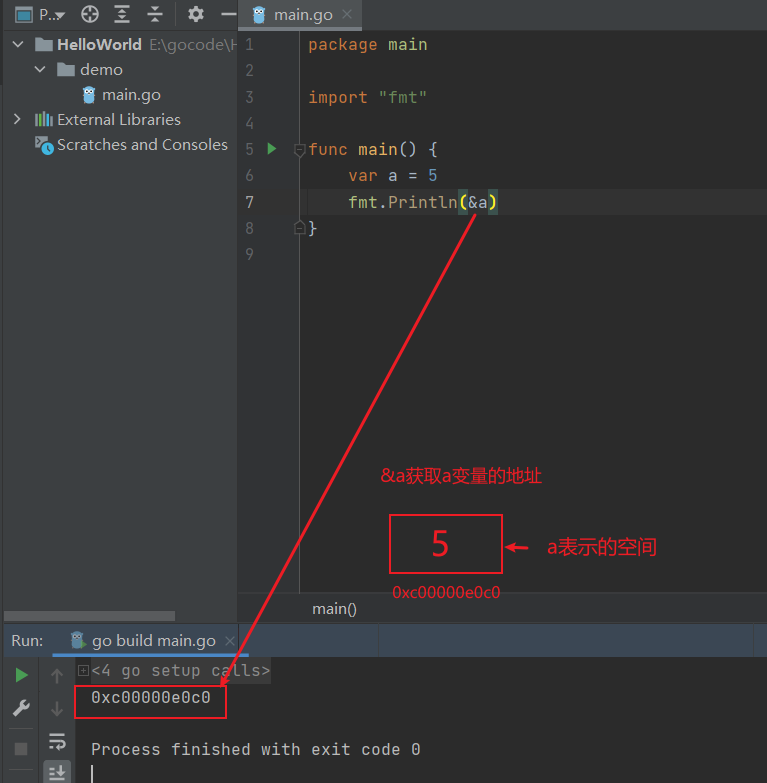 P... main.go
HelloWorld E:\gocode\H
demo
main.go
External Libraries
Scratches and Consoles
1 package main
2
3 import "fmt"
4
5 func main() {
6 var a = 5
7 fmt.Println(&a)
8 }
9
&a获取a变量的地址
5
a表示的空间
0xc00000e0c0
main()
Run: go build main.go
<4 go setup calls>
0xc00000e0c0
Process finished with exit code 0